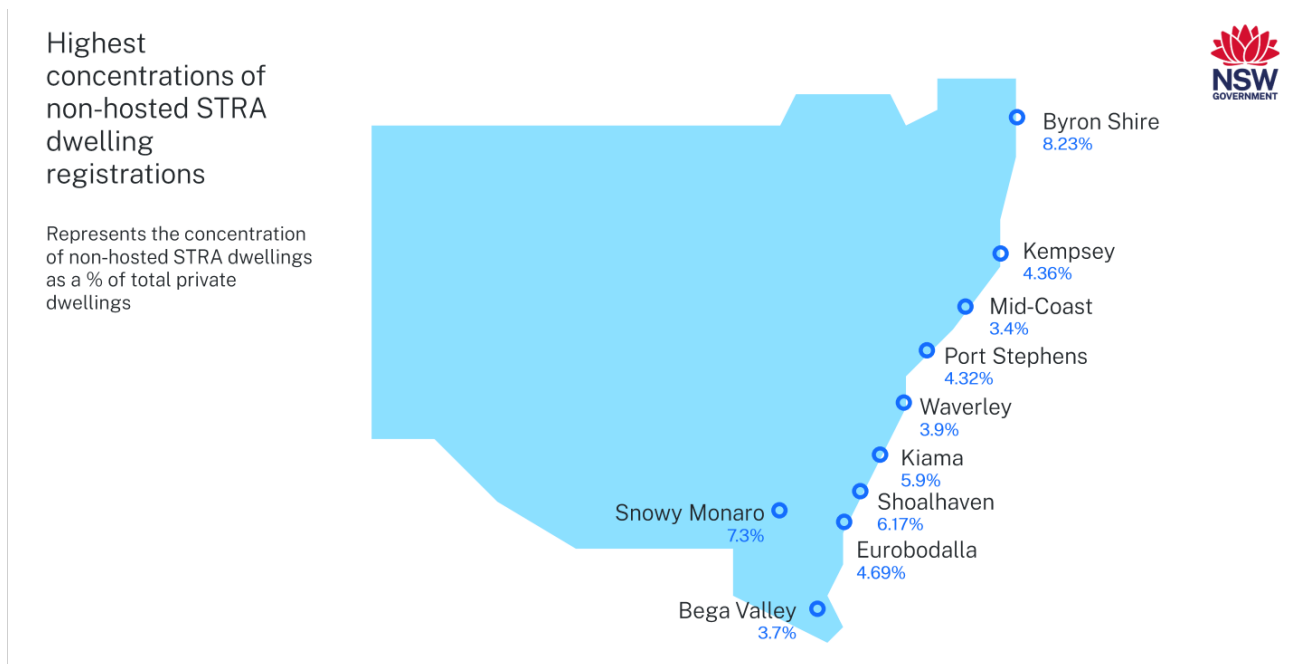 Highest
concentrations of
non-hosted STRA
dwelling
registrations
Represents the concentration
of non-hosted STRA dwellings
as a % of total private
dwellings
NSW
GOVERNMENT
Byron Shire
8.23%
Kempsey
4.36%
Mid-Coast
3.4%
Port Stephens
4.32%
Waverley
3.9%
Kiama
5.9%
Shoalhaven
6.17%
Snowy Monaro
7.3%
Eurobodalla
4.69%
Bega Valley
3.7%